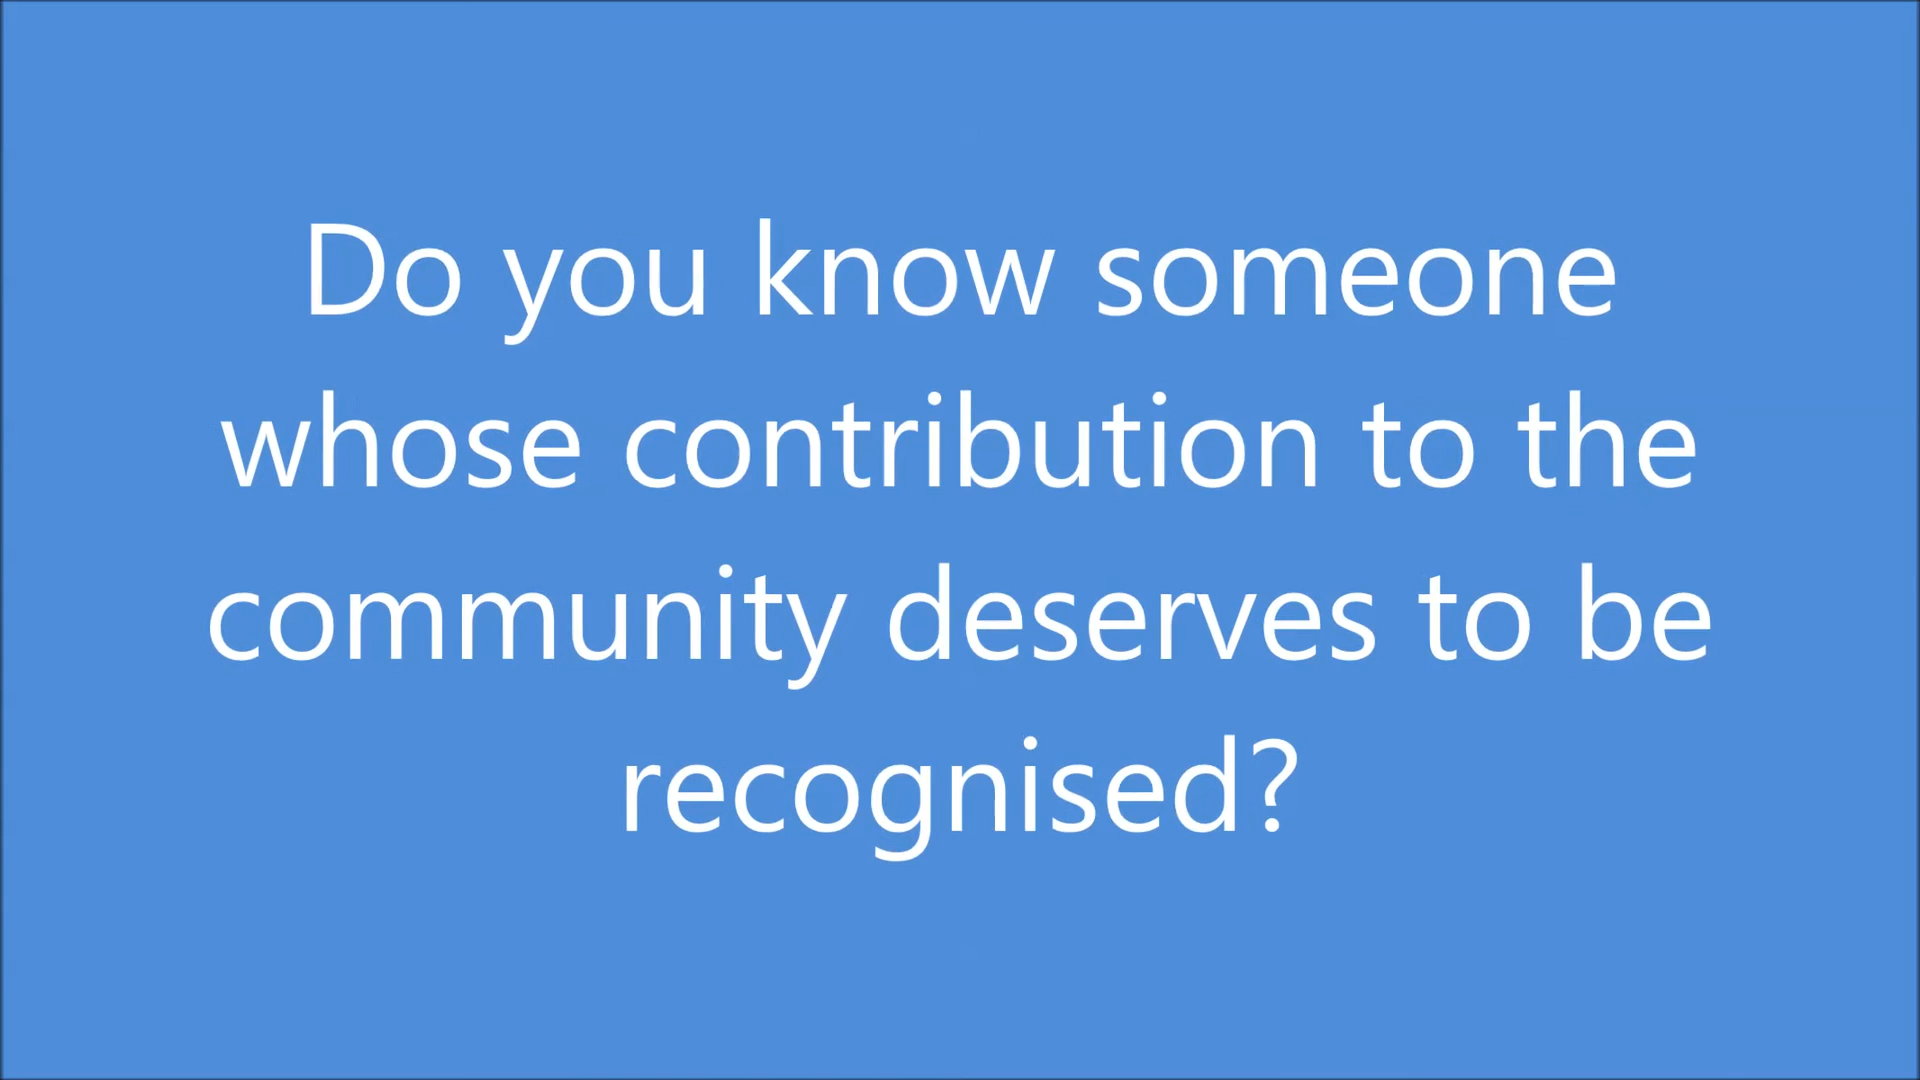 Do you know someone
whose contribution to the
community deserves to be
recognised?